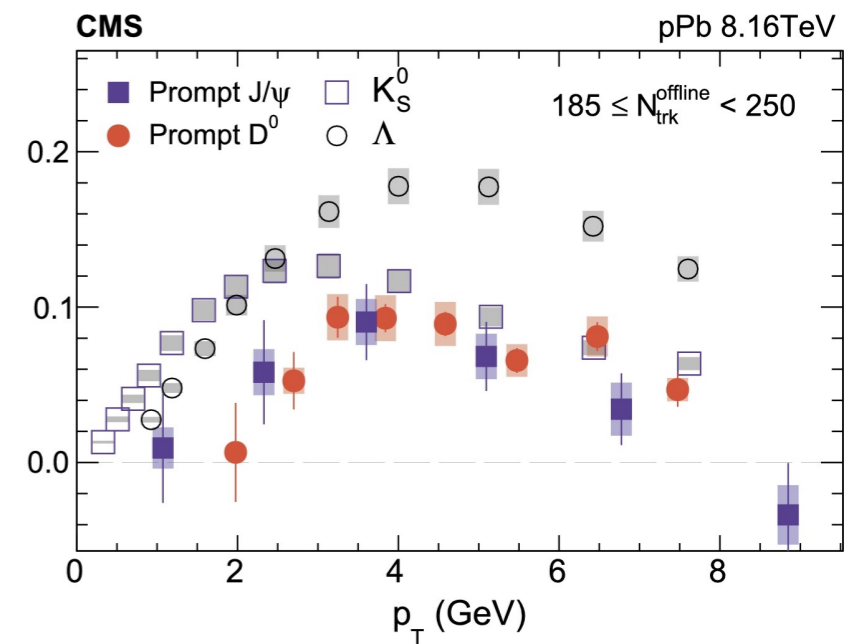 CMS pPb 8.16TeV
Prompt J/ψ K⁰_S 185 ≤ N^offline_trk < 250
Prompt D⁰ Λ
0.2
0.1
0.0
0 2 4 6 8
p_T (GeV)